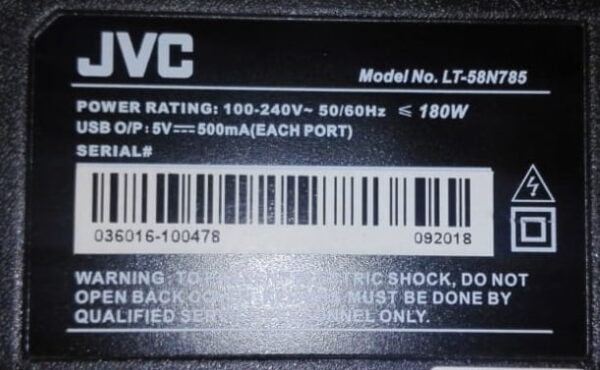 JVC
Model No. LT-58N785
POWER RATING: 100-240V~ 50/60Hz ≤ 180W
USB O/P: 5V⎓500mA(EACH PORT)
SERIAL#
036016-100478 092018
WARNING: TO SHOCK, DO NOT
OPEN BACK MUST BE DONE BY
QUALIFIED ONLY.